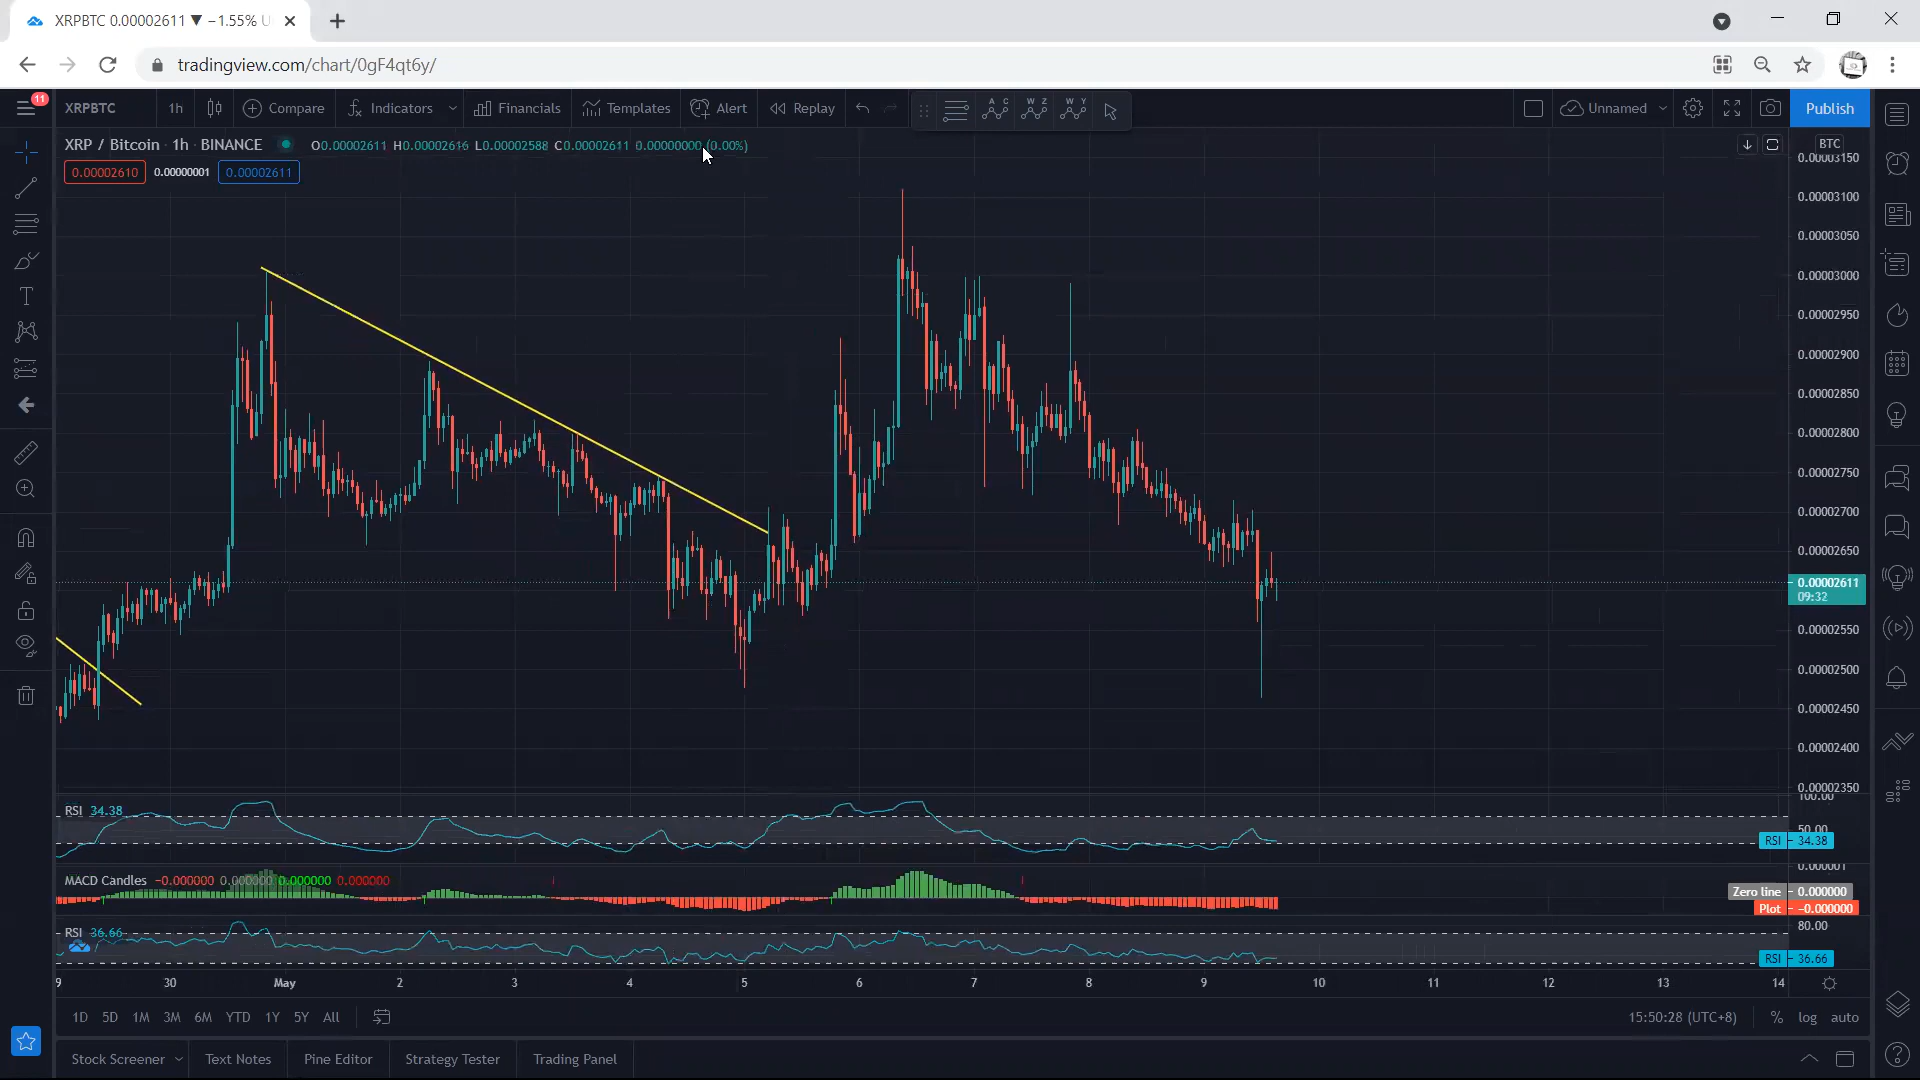 XRPBTC 0.00002611 ▼ −1.55% U
tradingview.com/chart/0gF4qt6y/
11
XRPBTC 1h Compare Indicators Financials Templates Alert Replay A C W Z W Y Unnamed Publish
XRP / Bitcoin · 1h · BINANCE O0.00002611 H0.00002616 L0.00002588 C0.00002611 0.00000000 (0.00%)
0.00002610 0.00000001 0.00002611
BTC
0.00003150
0.00003100
0.00003050
0.00003000
0.00002950
0.00002900
0.00002850
0.00002800
0.00002750
0.00002700
0.00002650
0.00002611
09:32
0.00002550
0.00002500
0.00002450
0.00002400
0.00002350
RSI 34.38
100.00
50.00
RSI 34.38
MACD Candles −0.000000 0.000000 0.000000 0.000000
0.000001
Zero line 0.000000
Plot −0.000000
RSI 36.66
80.00
RSI 36.66
9 30 May 2 3 4 5 6 7 8 9 10 11 12 13 14
1D 5D 1M 3M 6M YTD 1Y 5Y All 15:50:28 (UTC+8) % log auto
Stock Screener Text Notes Pine Editor Strategy Tester Trading Panel